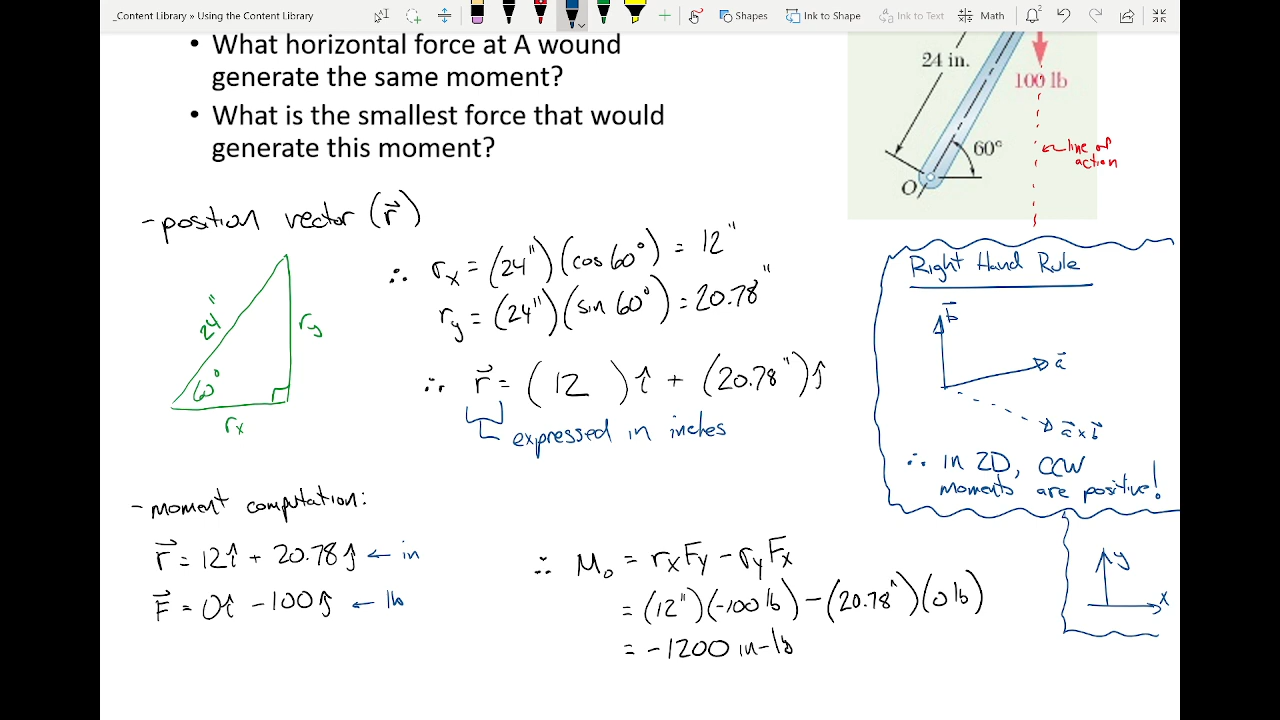 _Content Library » Using the Content Library
Shapes Ink to Shape Ink to Text Math
• What horizontal force at A wound
generate the same moment?
• What is the smallest force that would
generate this moment?
24 in.
100 lb
60°
O
line of
action
- position vector (r⃗)
24"
60°
ry
rx
∴ rx = (24")(cos 60°) = 12"
ry = (24")(sin 60°) = 20.78"
∴ r⃗ = (12 )î + (20.78")ĵ
expressed in inches
Right Hand Rule
b⃗
a⃗
a⃗ x b⃗
∴ in 2D, CCW
moments are positive!
- moment computation:
r⃗ = 12î + 20.78ĵ ← in
F⃗ = 0î - 100ĵ ← lb
∴ Mo = rxFy - ryFx
= (12")(-100 lb) - (20.78")(0 lb)
= -1200 in-lb
y
x